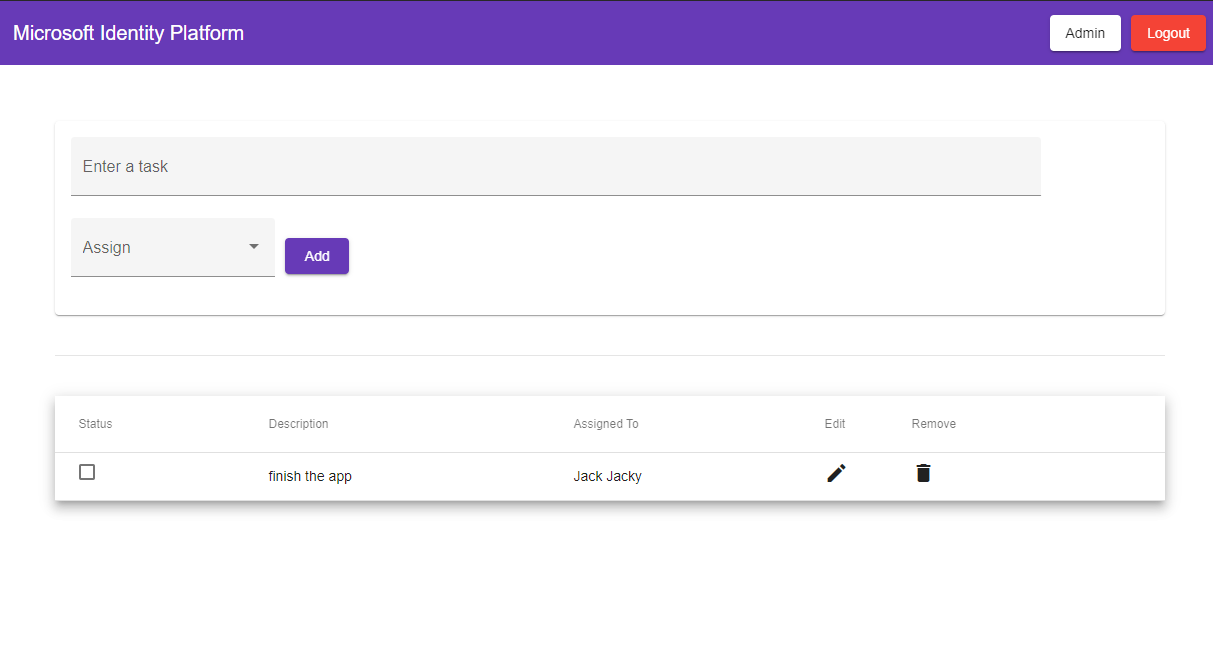 Microsoft Identity Platform Admin Logout
Enter a task
Assign Add
Status Description Assigned To Edit Remove
finish the app Jack Jacky